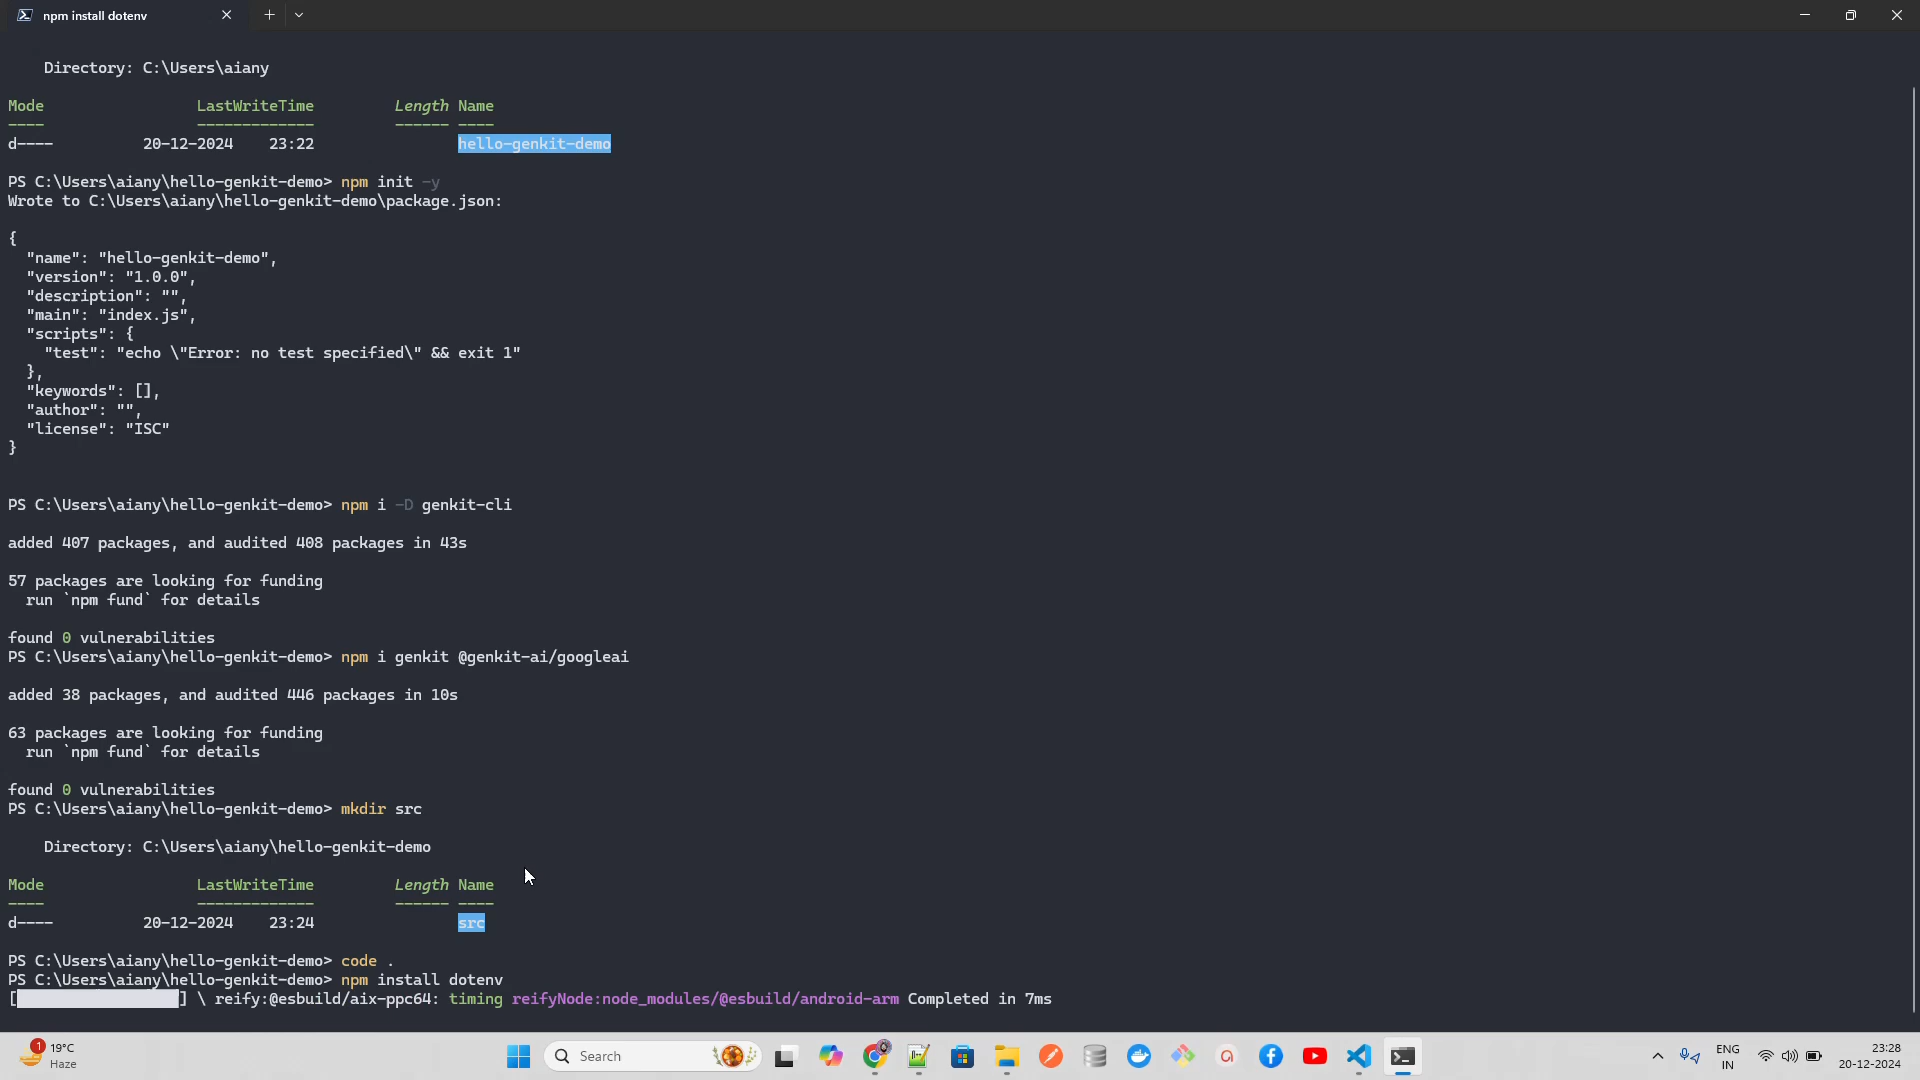 npm install dotenv
Directory: C:\Users\aiany
Mode LastWriteTime Length Name
---- ------------- ------ ----
d---- 20-12-2024 23:22 hello-genkit-demo
PS C:\Users\aiany\hello-genkit-demo> npm init -y
Wrote to C:\Users\aiany\hello-genkit-demo\package.json:
{
"name": "hello-genkit-demo",
"version": "1.0.0",
"description": "",
"main": "index.js",
"scripts": {
"test": "echo \"Error: no test specified\" && exit 1"
},
"keywords": [],
"author": "",
"license": "ISC"
}
PS C:\Users\aiany\hello-genkit-demo> npm i -D genkit-cli
added 407 packages, and audited 408 packages in 43s
57 packages are looking for funding
run `npm fund` for details
found 0 vulnerabilities
PS C:\Users\aiany\hello-genkit-demo> npm i genkit @genkit-ai/googleai
added 38 packages, and audited 446 packages in 10s
63 packages are looking for funding
run `npm fund` for details
found 0 vulnerabilities
PS C:\Users\aiany\hello-genkit-demo> mkdir src
Directory: C:\Users\aiany\hello-genkit-demo
Mode LastWriteTime Length Name
---- ------------- ------ ----
d---- 20-12-2024 23:24 src
PS C:\Users\aiany\hello-genkit-demo> code .
PS C:\Users\aiany\hello-genkit-demo> npm install dotenv
[ ] \ reify:@esbuild/aix-ppc64: timing reifyNode:node_modules/@esbuild/android-arm Completed in 7ms
1 19°C
Haze
Search
ENG
IN
23:28
20-12-2024